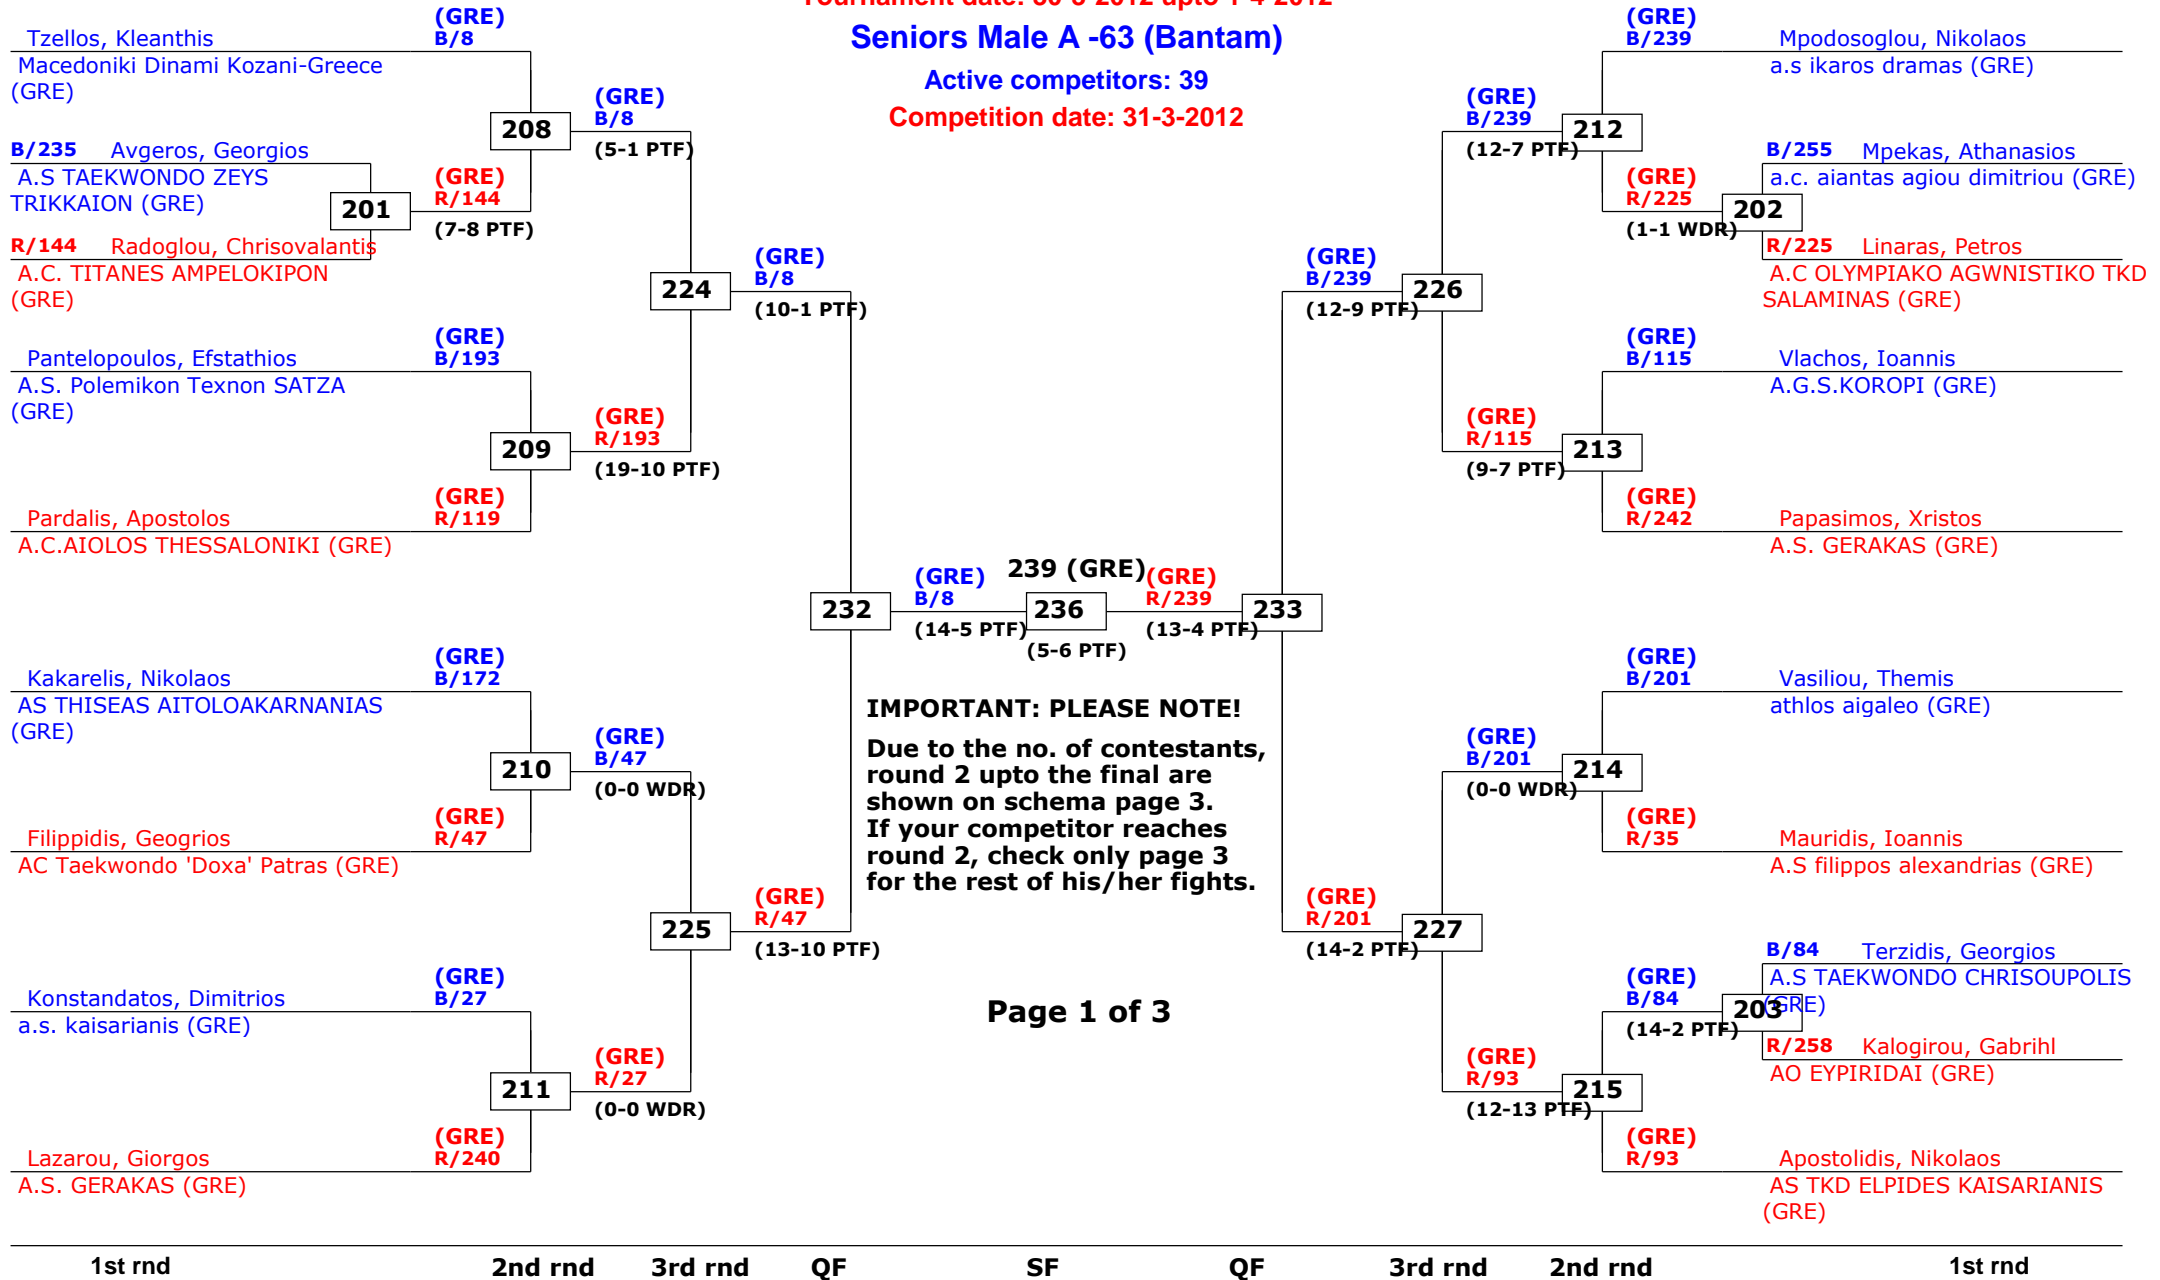 Tournament date: 30-3-2012 upto 1-4-2012
Seniors Male A -63 (Bantam)
Active competitors: 39
Competition date: 31-3-2012
Tzellos, Kleanthis
(GRE)
B/8
Macedoniki Dinami Kozani-Greece
(GRE)
208
(GRE)
B/8
(5-1 PTF)
B/235 Avgeros, Georgios
A.S TAEKWONDO ZEYS
TRIKKAION (GRE)
201
(GRE)
R/144
(7-8 PTF)
R/144 Radoglou, Chrisovalantis
A.C. TITANES AMPELOKIPON
(GRE)
224
(GRE)
B/8
(10-1 PTF)
Pantelopoulos, Efstathios
(GRE)
B/193
A.S. Polemikon Texnon SATZA
(GRE)
209
(GRE)
R/193
(19-10 PTF)
Pardalis, Apostolos
(GRE)
R/119
A.C.AIOLOS THESSALONIKI (GRE)
232
(GRE)
B/8
(14-5 PTF)
239 (GRE)
236
(5-6 PTF)
(GRE)
R/239
(13-4 PTF)
233
Kakarelis, Nikolaos
(GRE)
B/172
AS THISEAS AITOLOAKARNANIAS
(GRE)
210
(GRE)
B/47
(0-0 WDR)
Filippidis, Geogrios
(GRE)
R/47
AC Taekwondo 'Doxa' Patras (GRE)
225
(GRE)
R/47
(13-10 PTF)
Konstandatos, Dimitrios
(GRE)
B/27
a.s. kaisarianis (GRE)
211
(GRE)
R/27
(0-0 WDR)
Lazarou, Giorgos
(GRE)
R/240
A.S. GERAKAS (GRE)
IMPORTANT: PLEASE NOTE!
Due to the no. of contestants,
round 2 upto the final are
shown on schema page 3.
If your competitor reaches
round 2, check only page 3
for the rest of his/her fights.
Page 1 of 3
(GRE)
B/239
Mpodosoglou, Nikolaos
a.s ikaros dramas (GRE)
(GRE)
B/239
(12-7 PTF)
212
B/255 Mpekas, Athanasios
a.c. aiantas agiou dimitriou (GRE)
(GRE)
R/225
(1-1 WDR)
202
R/225 Linaras, Petros
A.C OLYMPIAKO AGWNISTIKO TKD
SALAMINAS (GRE)
(GRE)
B/239
(12-9 PTF)
226
(GRE)
B/115
Vlachos, Ioannis
A.G.S.KOROPI (GRE)
(GRE)
R/115
(9-7 PTF)
213
(GRE)
R/242
Papasimos, Xristos
A.S. GERAKAS (GRE)
(GRE)
B/201
Vasiliou, Themis
athlos aigaleo (GRE)
(GRE)
B/201
(0-0 WDR)
214
(GRE)
R/35
Mauridis, Ioannis
A.S filippos alexandrias (GRE)
(GRE)
R/201
(14-2 PTF)
227
B/84 Terzidis, Georgios
A.S TAEKWONDO CHRISOUPOLIS
(GRE)
(GRE)
B/84
(14-2 PTF)
203
R/258 Kalogirou, Gabrihl
AO EYPIRIDAI (GRE)
(GRE)
R/93
(12-13 PTF)
215
(GRE)
R/93
Apostolidis, Nikolaos
AS TKD ELPIDES KAISARIANIS
(GRE)
1st rnd 2nd rnd 3rd rnd QF SF QF 3rd rnd 2nd rnd 1st rnd